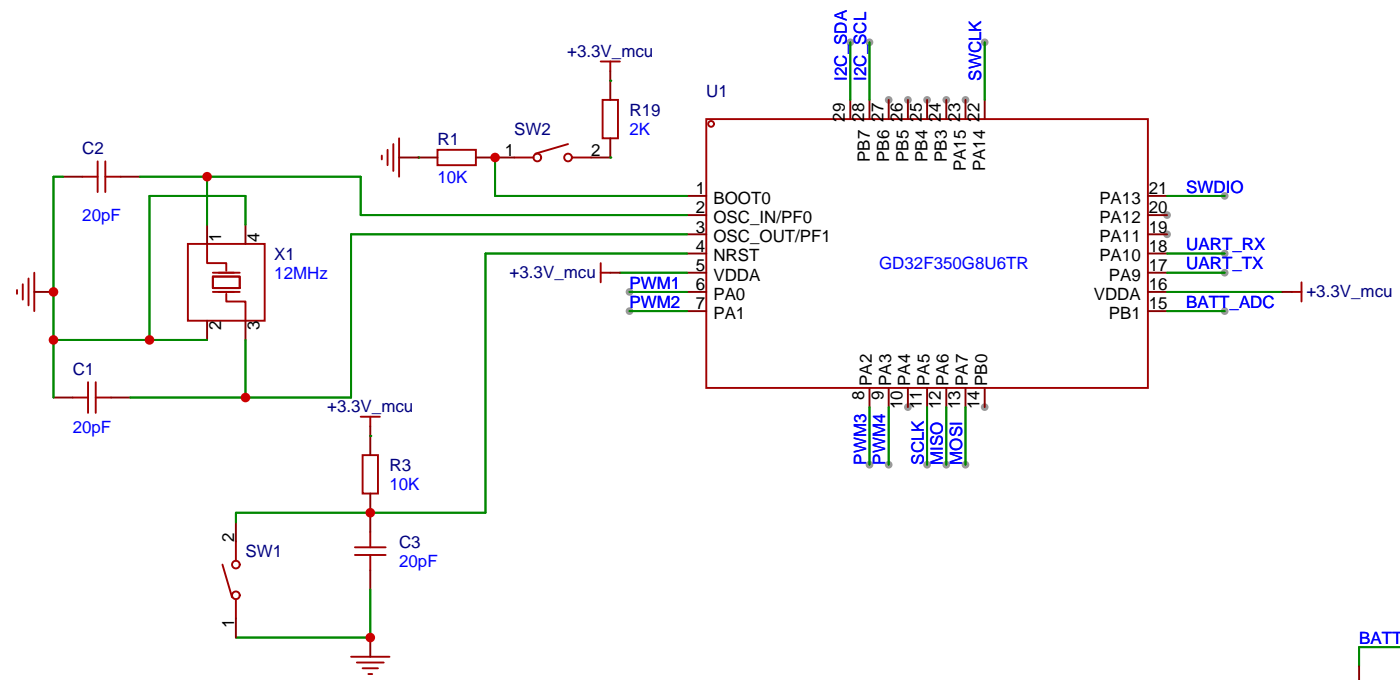 I2C_SDA
I2C_SCL
SWCLK
+3.3V_mcu
U1
R19
2K
29
28
27
26
25
24
23
22
PB7
PB6
PB5
PB4
PB3
PA15
PA14
C2
20pF
R1
10K
SW2
1
2
1 BOOT0
2 OSC_IN/PF0
3 OSC_OUT/PF1
4 NRST
+3.3V_mcu 5 VDDA
PWM1 6 PA0
PWM2 7 PA1
GD32F350G8U6TR
PA13 21 SWDIO
PA12 20
PA11 19
PA10 18 UART_RX
PA9 17 UART_TX
VDDA 16 +3.3V_mcu
PB1 15 BATT_ADC
1
4
X1
12MHz
2
3
C1
20pF
PA2
PA3
PA4
PA5
PA6
PA7
PB0
8
9
10
11
12
13
14
PWM3
PWM4
SCLK
MISO
MOSI
+3.3V_mcu
R3
10K
2
SW1
1
C3
20pF
BATT